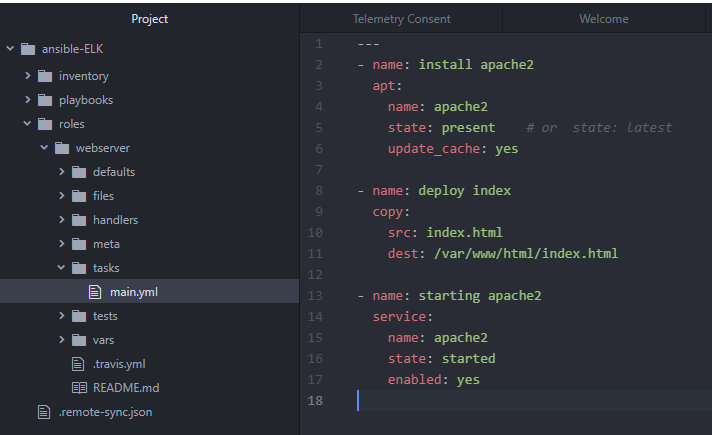 Project
ansible-ELK
inventory
playbooks
roles
webserver
defaults
files
handlers
meta
tasks
main.yml
tests
vars
.travis.yml
README.md
.remote-sync.json
Telemetry Consent
Welcome
1 ---
2 - name: install apache2
3   apt:
4     name: apache2
5     state: present    # or  state: latest
6     update_cache: yes
7
8 - name: deploy index
9   copy:
10     src: index.html
11     dest: /var/www/html/index.html
12
13 - name: starting apache2
14   service:
15     name: apache2
16     state: started
17     enabled: yes
18